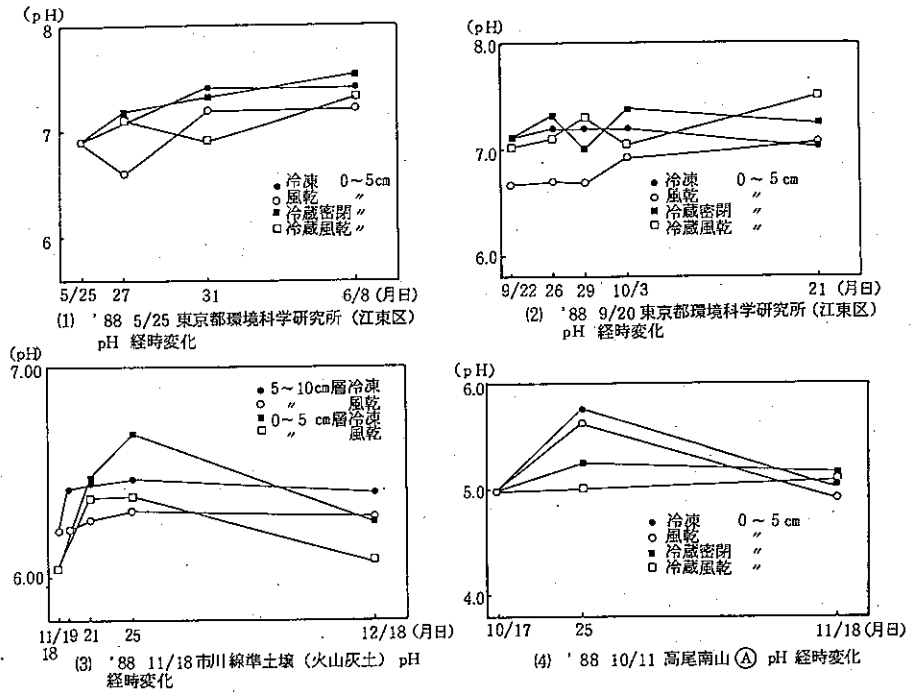 (pH)
8
7
6
● 冷凍 0～5cm
○ 風乾 〃
■ 冷蔵密閉 〃
□ 冷蔵風乾 〃
5/25 27 31 6/8 (月日)
(1) '88 5/25 東京都環境科学研究所（江東区）
pH 経時変化
(pH)
8.0
7.0
6.0
● 冷凍 0～5cm
○ 風乾 〃
■ 冷蔵密閉 〃
□ 冷蔵風乾 〃
9/22 26 29 10/3 21 (月日)
(2) '88 9/20 東京都環境科学研究所（江東区）
pH 経時変化
(pH)
7.00
6.00
● 5～10cm層冷凍
○ 〃 風乾
■ 0～5cm層冷凍
□ 〃 風乾
11/19 21 25 12/18 (月日)
18
(3) '88 11/18 市川線準土壌（火山灰土） pH
経時変化
(pH)
6.0
5.0
4.0
● 冷凍 0～5cm
○ 風乾 〃
■ 冷蔵密閉 〃
□ 冷蔵風乾 〃
10/17 25 11/18 (月日)
(4) '88 10/11 高尾南山Ⓐ pH 経時変化